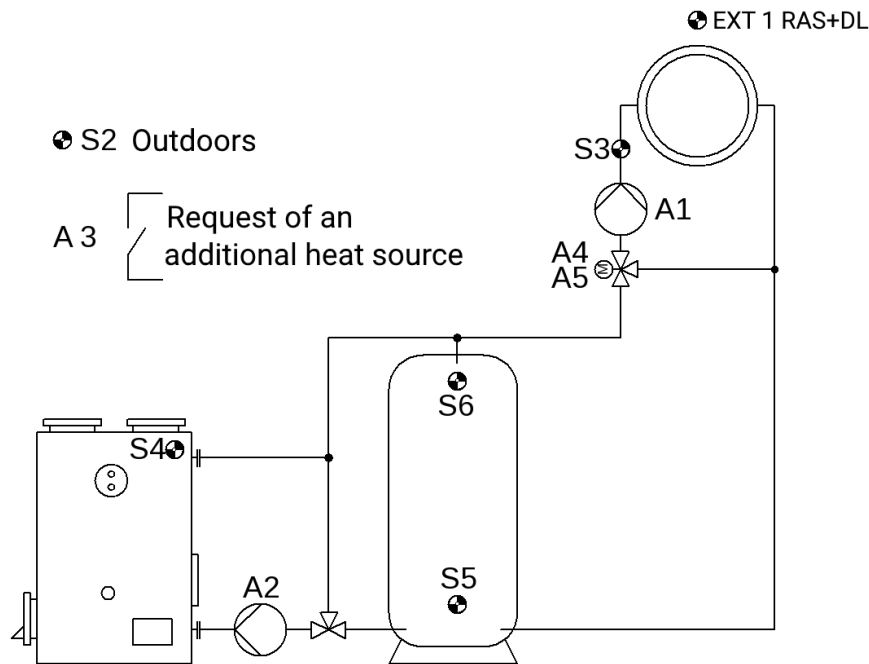 EXT 1 RAS+DL
S2 Outdoors
S3
A 3
Request of an
additional heat source
A1
A4
A5
M
S6
S4
S5
A2